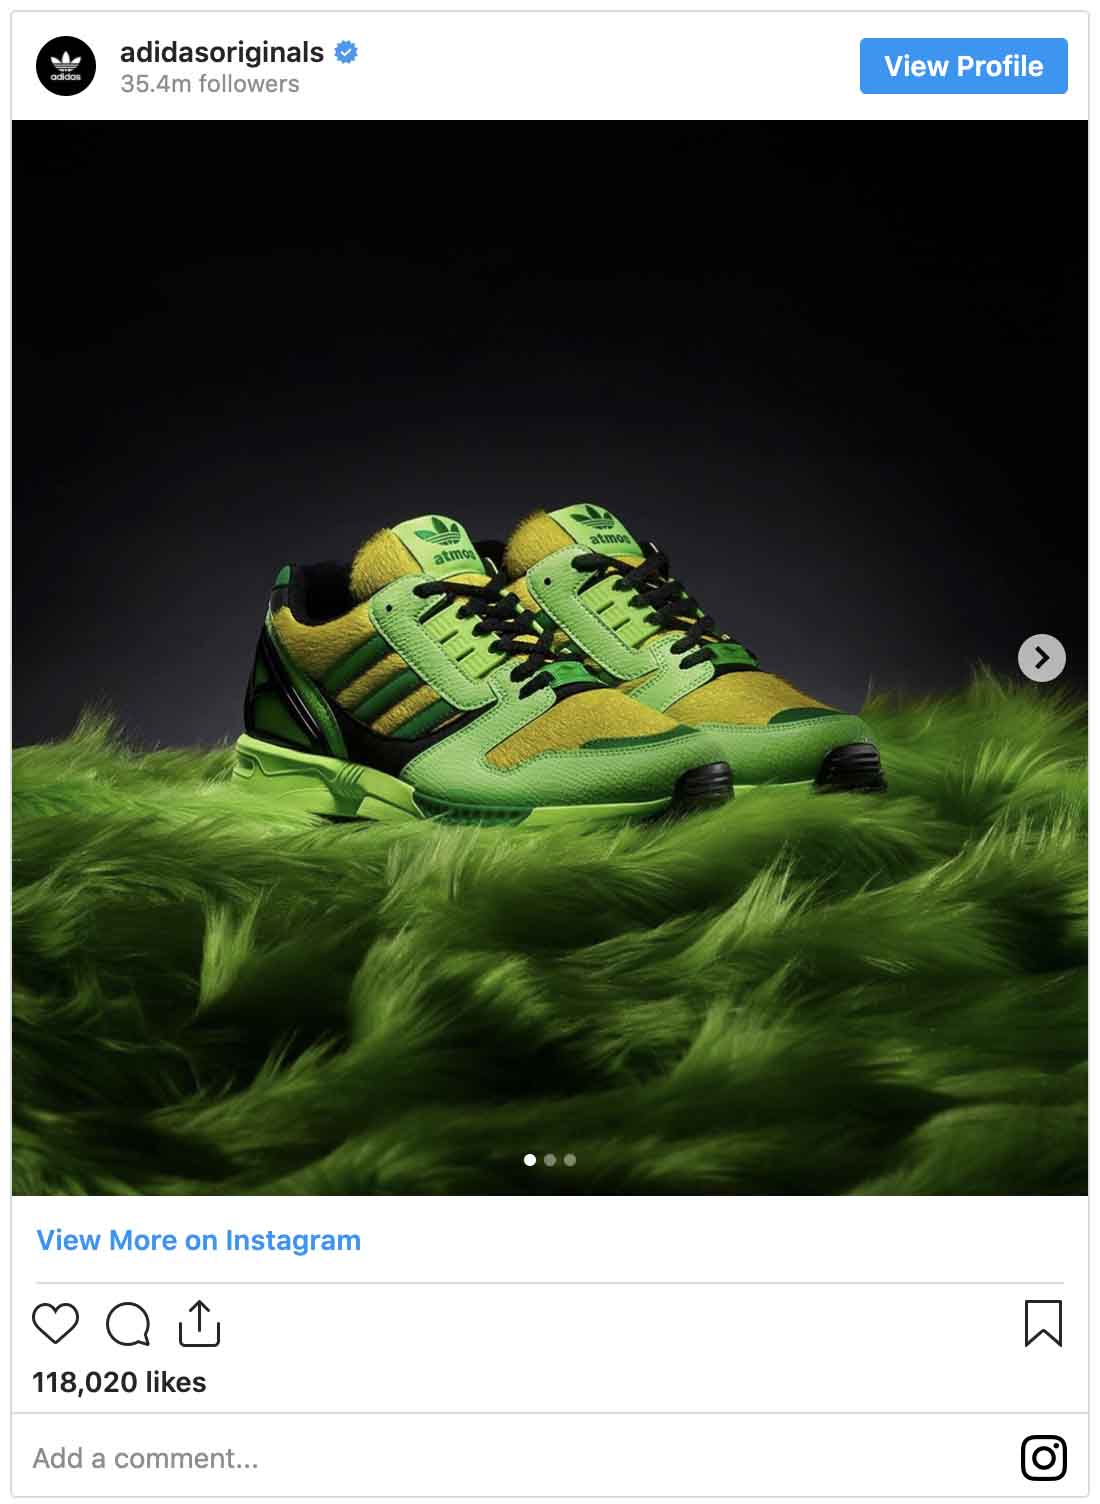 adidas
adidasoriginals
35.4m followers
View Profile
atmos
atmos
View More on Instagram
118,020 likes
Add a comment...